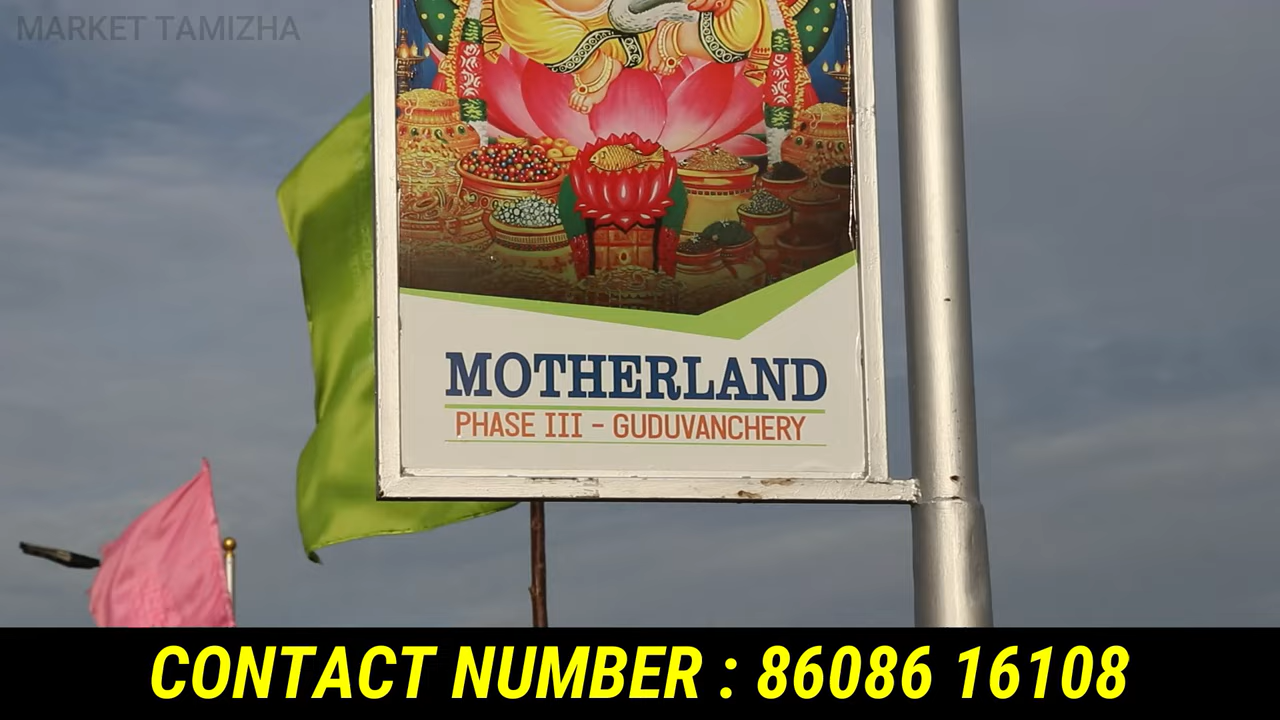 MARKET TAMIZHA
MOTHERLAND
PHASE III - GUDUVANCHERY
CONTACT NUMBER : 86086 16108